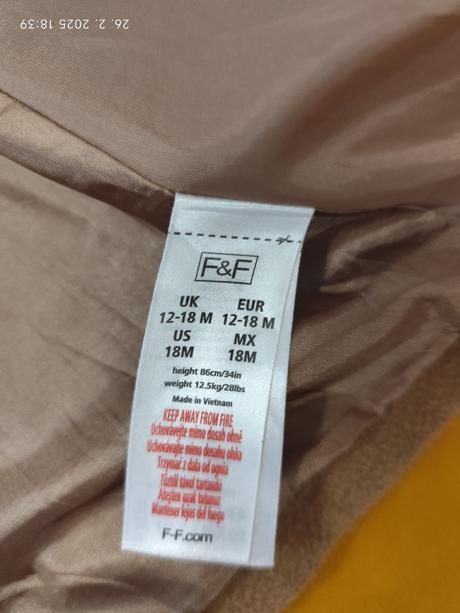 26. 2. 2025 18:39
F&F
UK EUR
12-18 M 12-18 M
US MX
18M 18M
height 86cm/34in
weight 12.5kg/28lbs
Made in Vietnam
KEEP AWAY FROM FIRE
Uchovávejte mimo dosah ohně
Uchovávajte mimo dosahu ohňa
Trzymać z dala od ognia
Tűztől távol tartandó
Ateşten uzak tutunuz
Mantener lejos del fuego
F-F.com